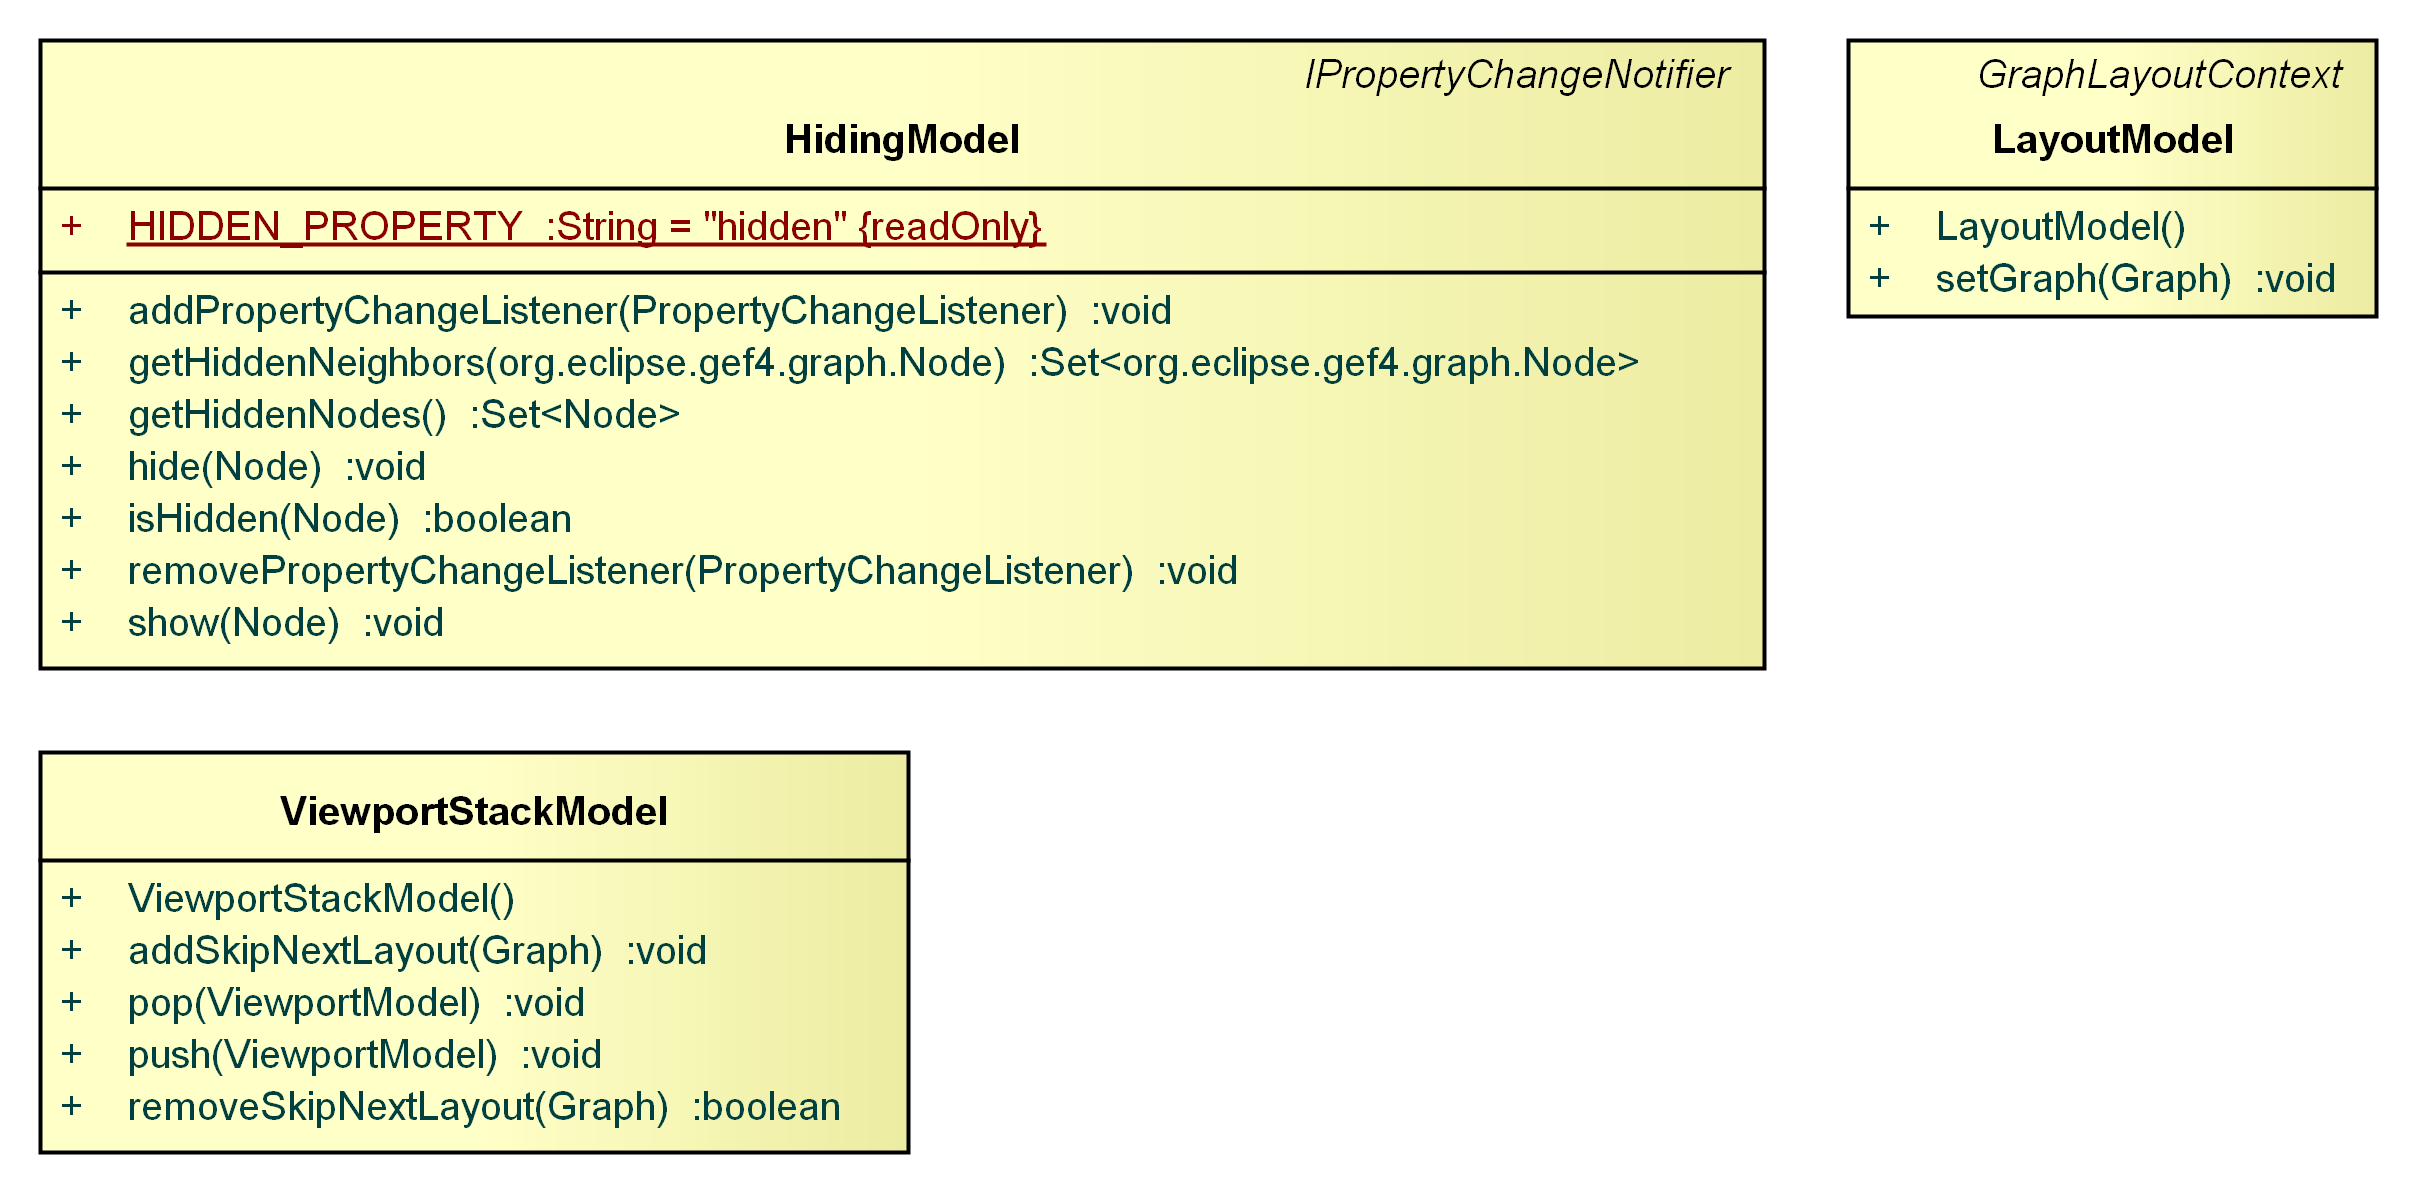 IPropertyChangeNotifier
HidingModel
+ HIDDEN_PROPERTY :String = "hidden" {readOnly}
+ addPropertyChangeListener(PropertyChangeListener) :void
+ getHiddenNeighbors(org.eclipse.gef4.graph.Node) :Set<org.eclipse.gef4.graph.Node>
+ getHiddenNodes() :Set<Node>
+ hide(Node) :void
+ isHidden(Node) :boolean
+ removePropertyChangeListener(PropertyChangeListener) :void
+ show(Node) :void
GraphLayoutContext
LayoutModel
+ LayoutModel()
+ setGraph(Graph) :void
ViewportStackModel
+ ViewportStackModel()
+ addSkipNextLayout(Graph) :void
+ pop(ViewportModel) :void
+ push(ViewportModel) :void
+ removeSkipNextLayout(Graph) :boolean